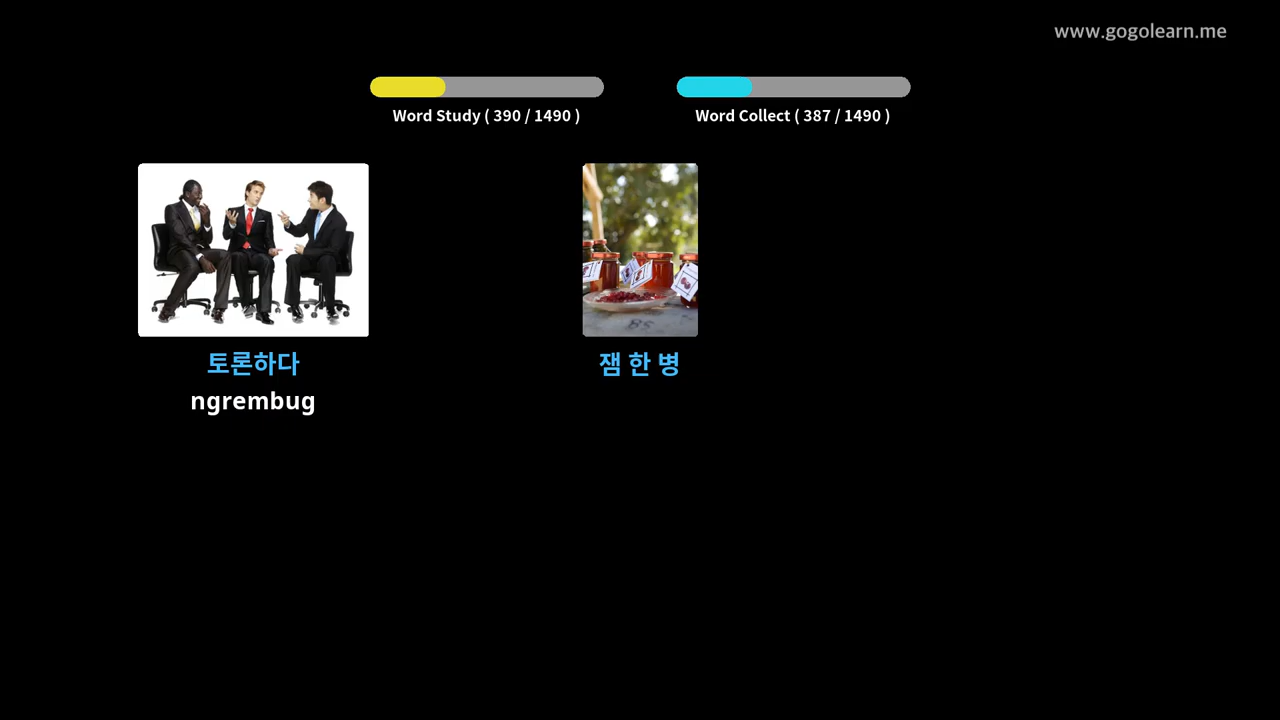 www.gogolearn.me
Word Study ( 390 / 1490 )
Word Collect ( 387 / 1490 )
토론하다
ngrembug
잼 한 병